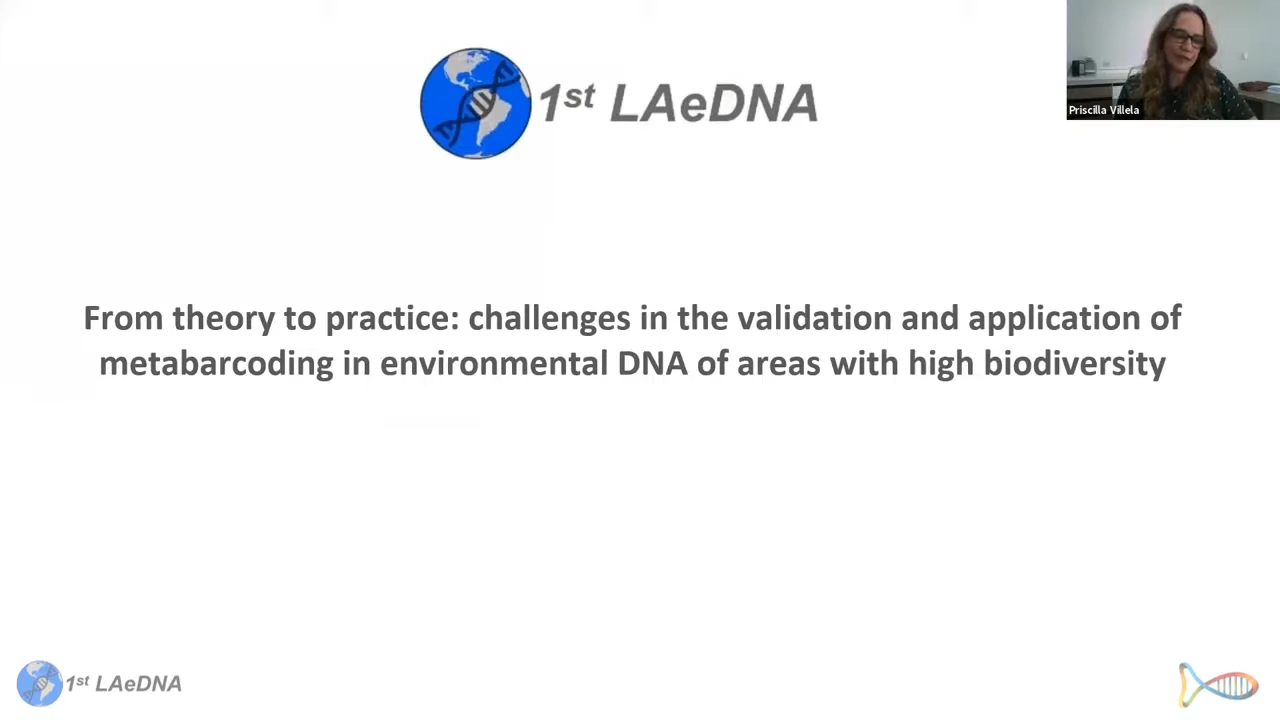 1st LAeDNA
Priscilla Villela
From theory to practice: challenges in the validation and application of
metabarcoding in environmental DNA of areas with high biodiversity
1st LAeDNA